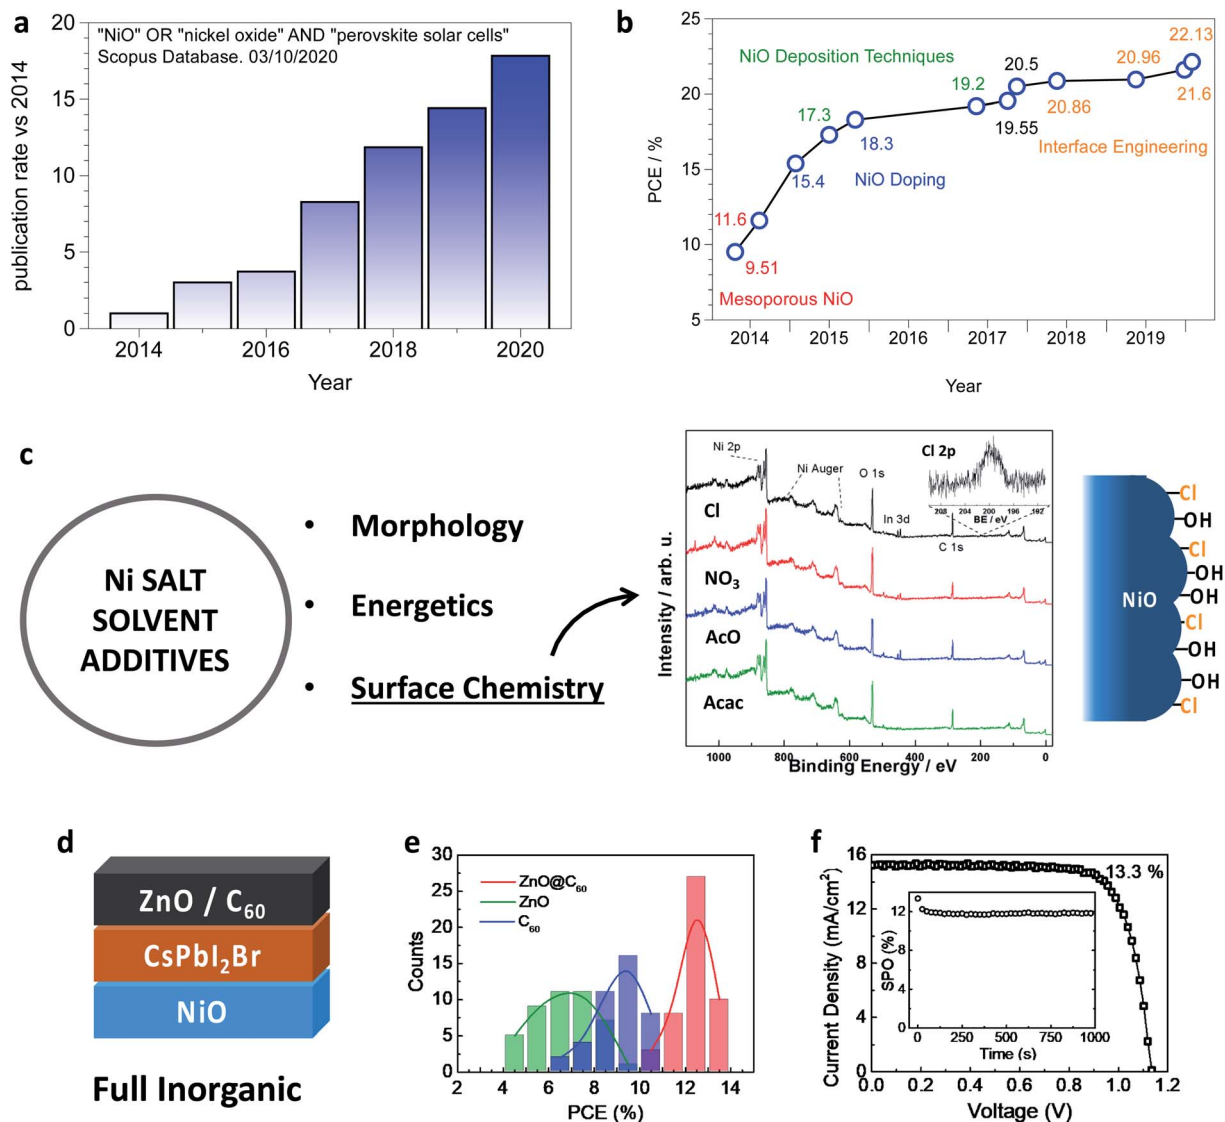 a
"NiO" OR "nickel oxide" AND "perovskite solar cells"
Scopus Database. 03/10/2020
publication rate vs 2014
20
15
10
5
0
2014
2016
2018
2020
Year
b
25
20
15
10
5
PCE / %
NiO Deposition Techniques
22.13
20.96
20.5
19.2
17.3
21.6
20.86
19.55
18.3
Interface Engineering
15.4
NiO Doping
11.6
9.51
Mesoporous NiO
2014
2015
2016
2017
2018
2019
Year
c
Ni SALT
SOLVENT
ADDITIVES
• Morphology
• Energetics
• Surface Chemistry
Intensity / arb. u.
Ni 2p
Ni Auger
O 1s
In 3d
C 1s
Cl 2p
208
204
200
196
192
BE / eV
Cl
NO₃
AcO
Acac
1000
800
600
400
200
0
Binding Energy / eV
NiO
Cl
OH
Cl
OH
OH
Cl
OH
OH
Cl
d
ZnO / C₆₀
CsPbI₂Br
NiO
Full Inorganic
e
Counts
30
25
20
15
10
5
0
ZnO@C₆₀
ZnO
C₆₀
2
4
6
8
10
12
14
PCE (%)
f
Current Density (mA/cm²)
16
12
8
4
0
13.3 %
SPO (%)
12
8
4
0
0
250
500
750
1000
Time (s)
0.0
0.2
0.4
0.6
0.8
1.0
1.2
Voltage (V)